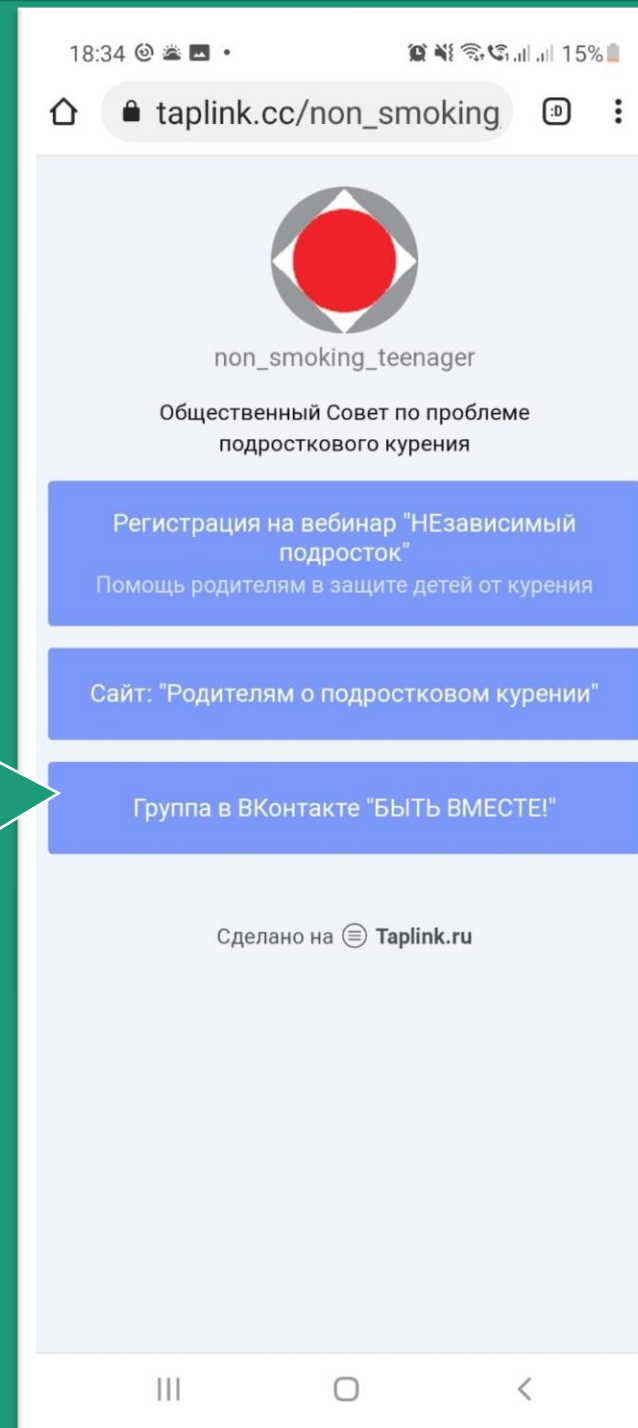 18:34
15%
taplink.cc/non_smoking
:D
non_smoking_teenager
Общественный Совет по проблеме
подросткового курения
Регистрация на вебинар "НЕзависимый
подросток"
Помощь родителям в защите детей от курения
Сайт: "Родителям о подростковом курении"
Группа в ВКонтакте "БЫТЬ ВМЕСТЕ!"
Сделано на Taplink.ru